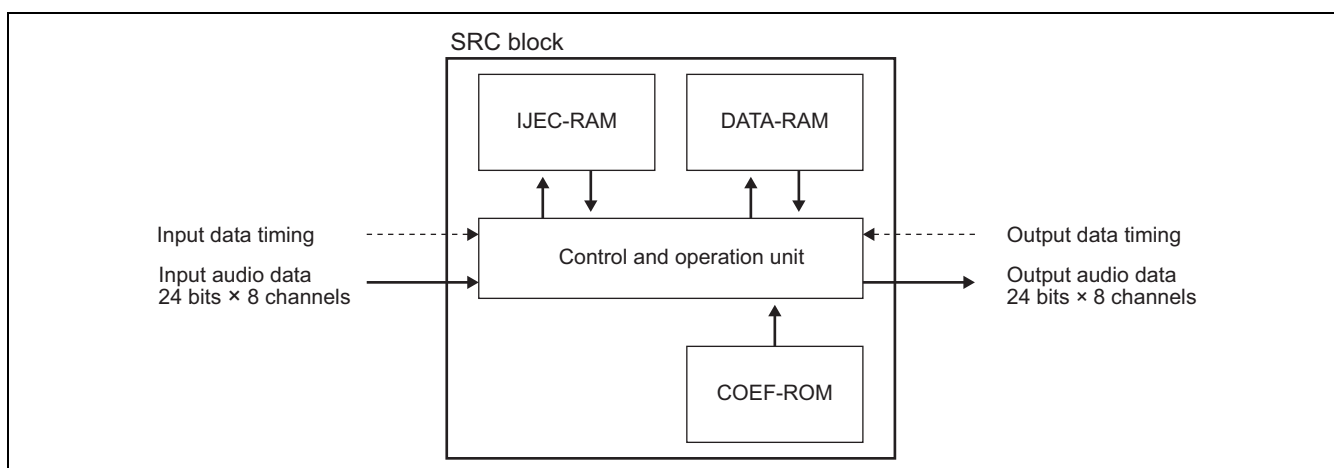 SRC block
IJEC-RAM
DATA-RAM
Input data timing
Control and operation unit
Output data timing
Input audio data
24 bits × 8 channels
Output audio data
24 bits × 8 channels
COEF-ROM